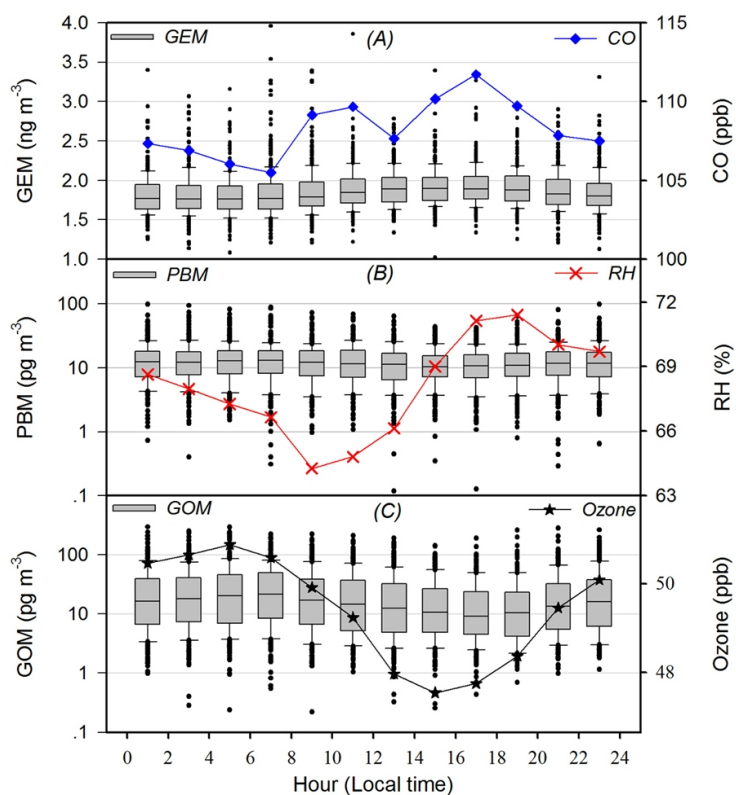 GEM (A) CO
4.0 115
3.5
3.0 110
2.5
2.0 105
1.5
1.0 100
GEM (ng m-3)
CO (ppb)
PBM (B) RH
100 72
10 69
1 66
.1 63
PBM (pg m-3)
RH (%)
GOM (C) Ozone
100
50
10
1 48
.1
GOM (pg m-3)
Ozone (ppb)
0 2 4 6 8 10 12 14 16 18 20 22 24
Hour (Local time)